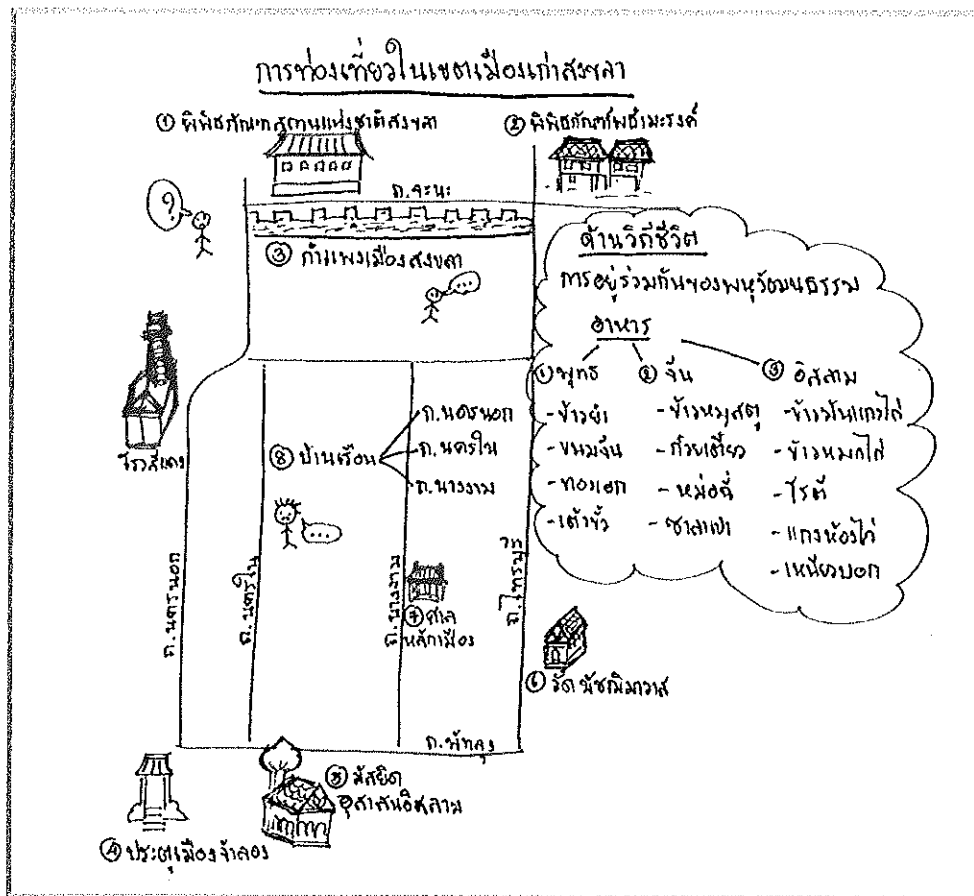 การท่องเที่ยวในเขตเมืองเก่าสงขลา
① พิพิธภัณฑสถานแห่งชาติสงขลา
② พิพิธภัณฑ์พธำมะรงค์
ถ.จะนะ
?
③ กำแพงเมืองสงขลา
...
ด้านวิถีชีวิต
การอยู่ร่วมกันของพหุวัฒนธรรม
อาหาร
① พุทธ
② จีน
③ อิสลาม
-ข้าวยำ
-ข้าวหมูสตู
-ข้าวมันแกงไก่
-ขนมจีน
-ก๋วยเตี๋ยว
-ข้าวหมกไก่
-ทองเอก
-หม่อฉี่
-โรตี
-เต้าคั่ว
-ซาลาเปา
-แกงห้องไก่
-เหนียวบอก
โรงสีแดง
⑧ บ้านเรือน
ถ.นครนอก
ถ.นครใน
ถ.นางงาม
...
ถ.นครนอก
ถ.นครใน
ถ.นางงาม
ถ.ไทรบุรี
⑦ ศาล
หลักเมือง
⑥ วัดมัชฌิมาวาส
ถ.พัทลุง
⑤ มัสยิด
อุสาสนอิสลาม
④ ประตูเมืองจำลอง